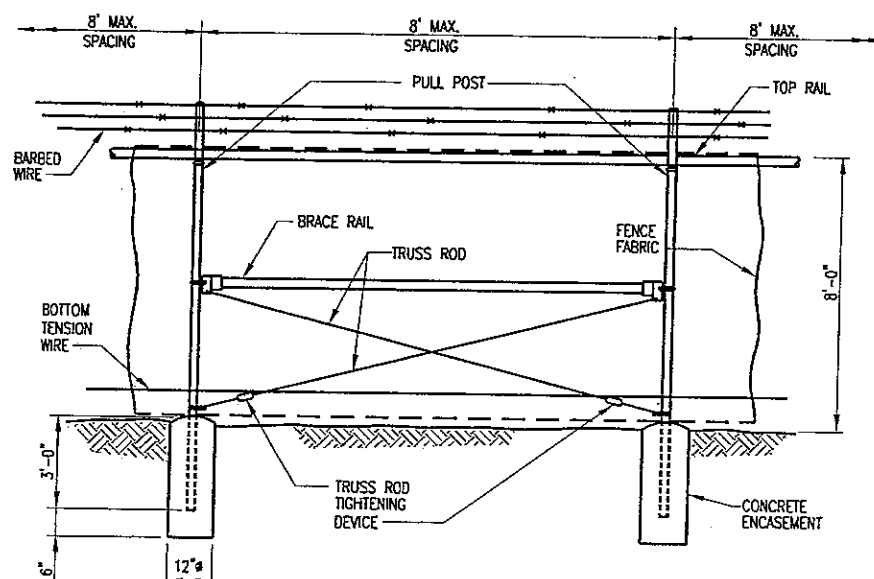 8' MAX.
SPACING
8' MAX.
SPACING
8' MAX.
SPACING
PULL POST
TOP RAIL
BARBED
WIRE
BRACE RAIL
TRUSS ROD
FENCE
FABRIC
8'-0"
BOTTOM
TENSION
WIRE
3'-0"
TRUSS ROD
TIGHTENING
DEVICE
CONCRETE
ENCASEMENT
6"
12"ø